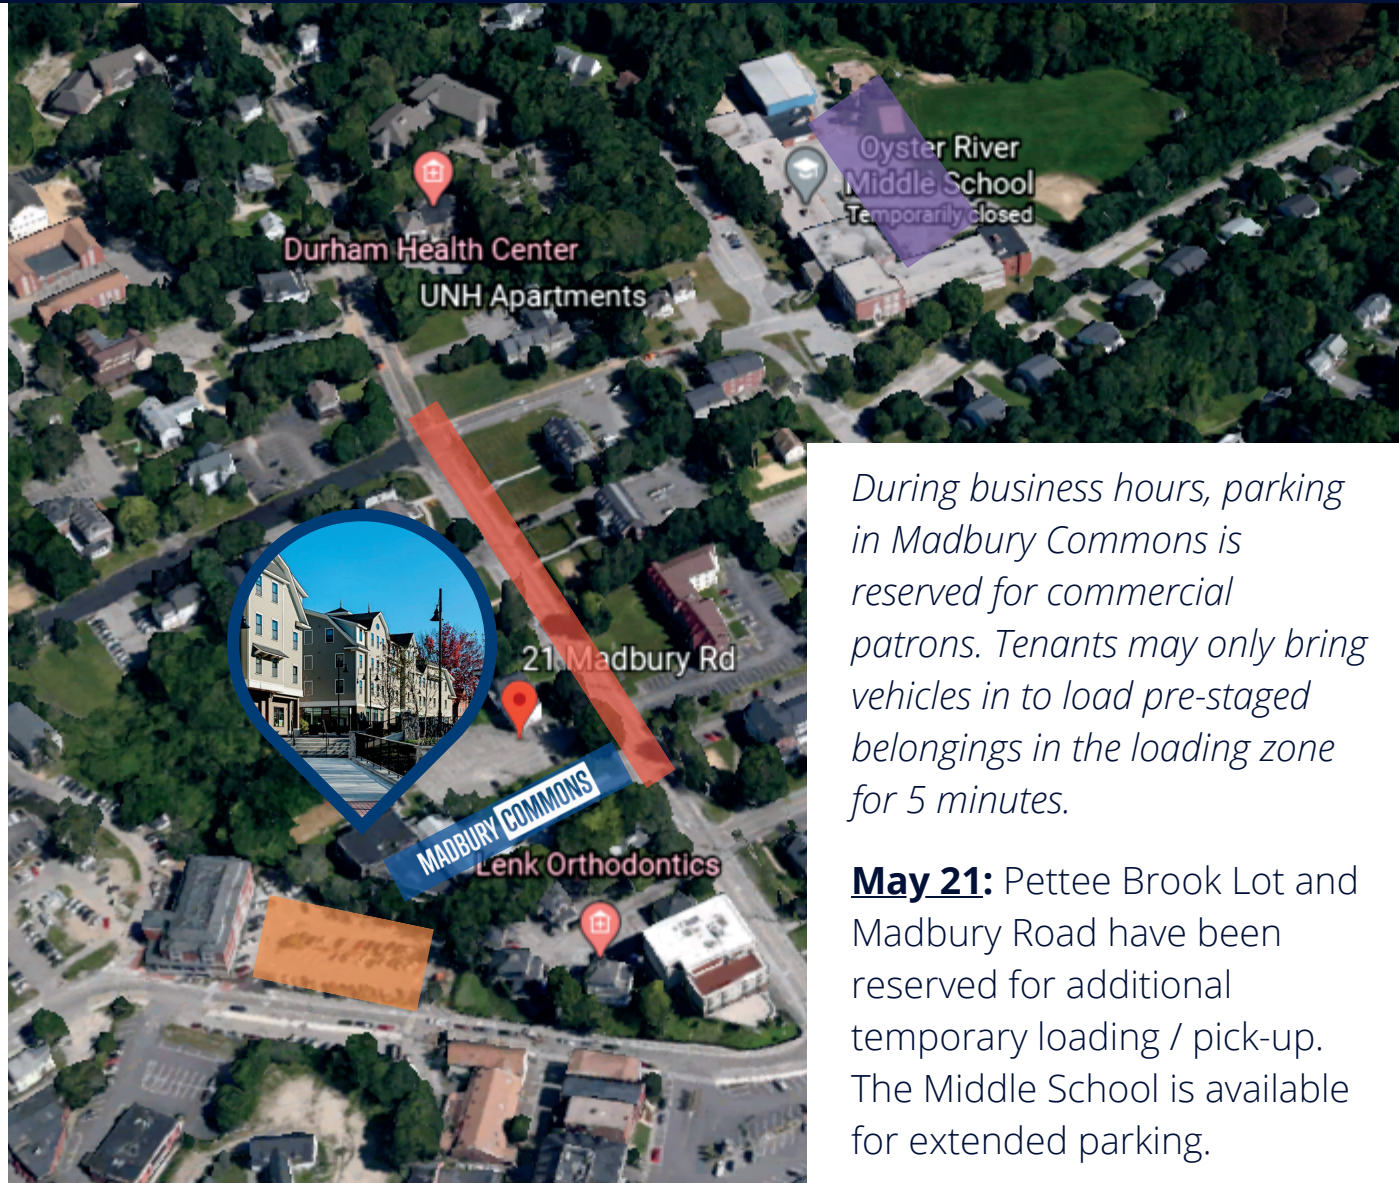 Oyster River
Middle School
Temporarily closed
Durham Health Center
UNH Apartments
During business hours, parking
in Madbury Commons is
reserved for commercial
patrons. Tenants may only bring
vehicles in to load pre-staged
belongings in the loading zone
for 5 minutes.
21 Madbury Rd
MADBURY COMMONS
Lenk Orthodontics
May 21: Pettee Brook Lot and
Madbury Road have been
reserved for additional
temporary loading / pick-up.
The Middle School is available
for extended parking.